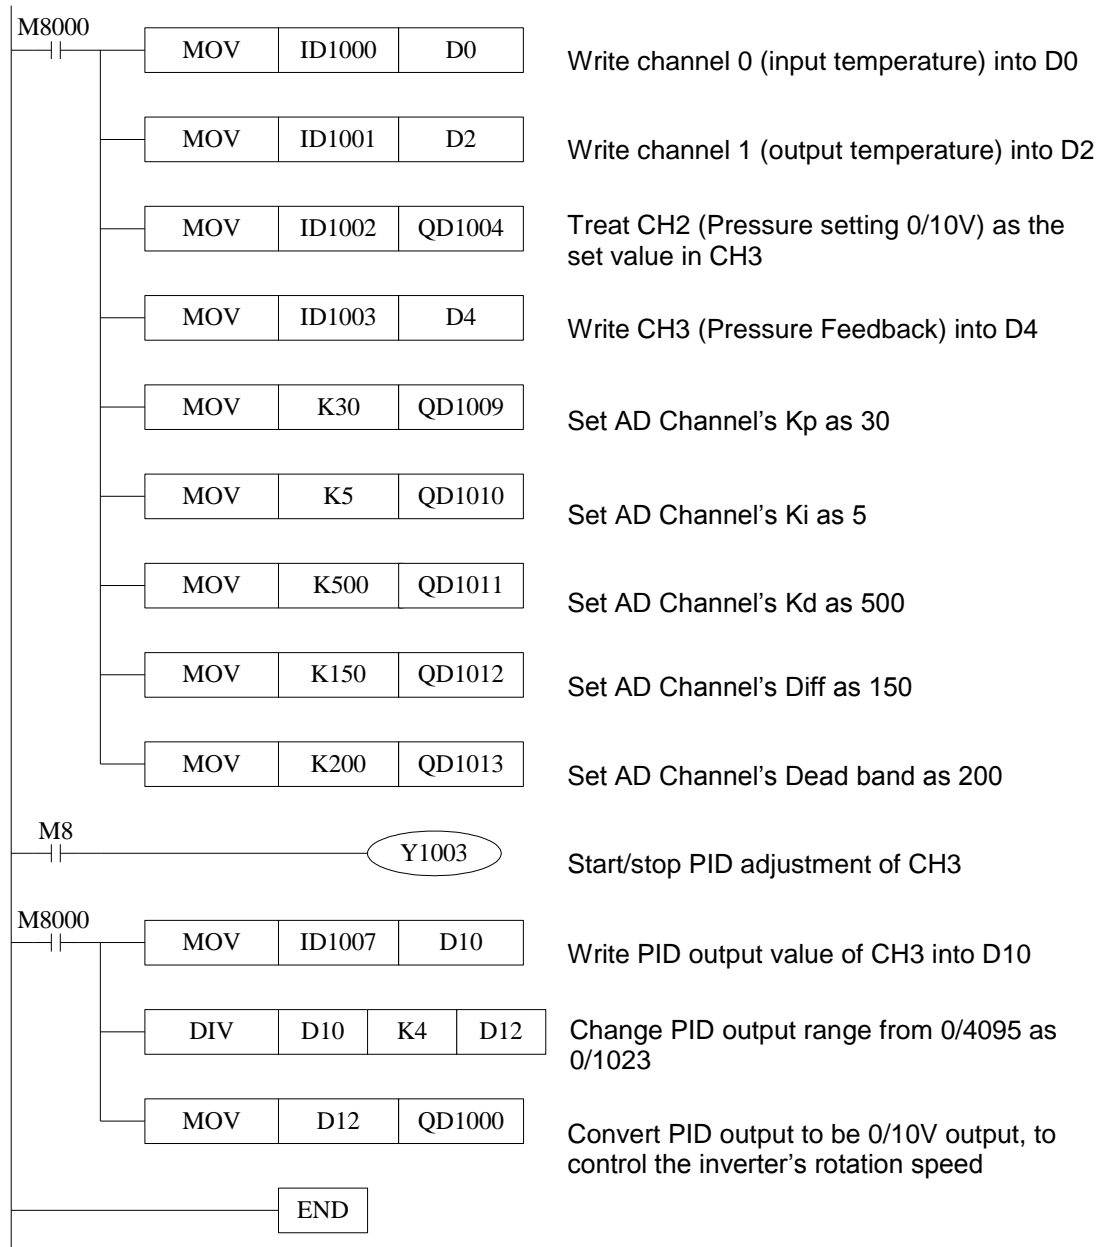 M8000
MOV ID1000 D0 Write channel 0 (input temperature) into D0
MOV ID1001 D2 Write channel 1 (output temperature) into D2
MOV ID1002 QD1004 Treat CH2 (Pressure setting 0/10V) as the
set value in CH3
MOV ID1003 D4 Write CH3 (Pressure Feedback) into D4
MOV K30 QD1009 Set AD Channel’s Kp as 30
MOV K5 QD1010 Set AD Channel’s Ki as 5
MOV K500 QD1011 Set AD Channel’s Kd as 500
MOV K150 QD1012 Set AD Channel’s Diff as 150
MOV K200 QD1013 Set AD Channel’s Dead band as 200
M8
Y1003 Start/stop PID adjustment of CH3
M8000
MOV ID1007 D10 Write PID output value of CH3 into D10
DIV D10 K4 D12 Change PID output range from 0/4095 as
0/1023
MOV D12 QD1000 Convert PID output to be 0/10V output, to
control the inverter’s rotation speed
END